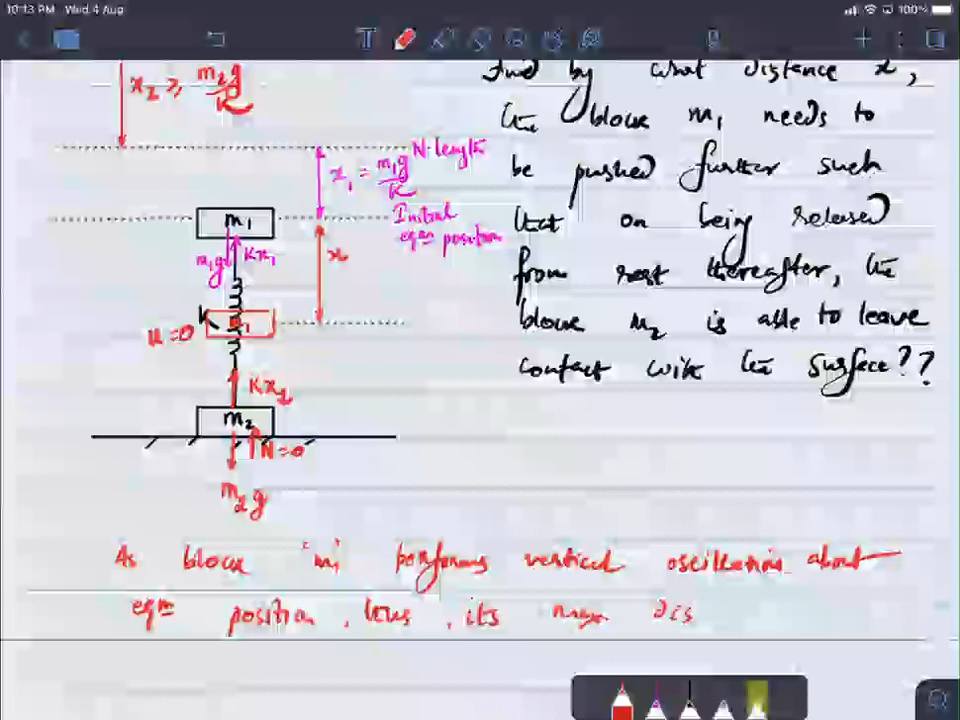 10:13 PM Wed 4 Aug
100%
find by what distance x,
x₂ ≥ m₂g/K
the block m₁ needs to
N. length
x₁ = m₁g/K
be pushed further such
m₁
Initial
eqm position
that on being released
m₁g Kx₁
x
from rest thereafter, the
K
m₁
u=0
block m₂ is able to leave
contact with the surface??
Kx₂
m₂
N=0
m₂g
As block 'm₁' performs vertical oscillation about
eqm position, thus, its max dis